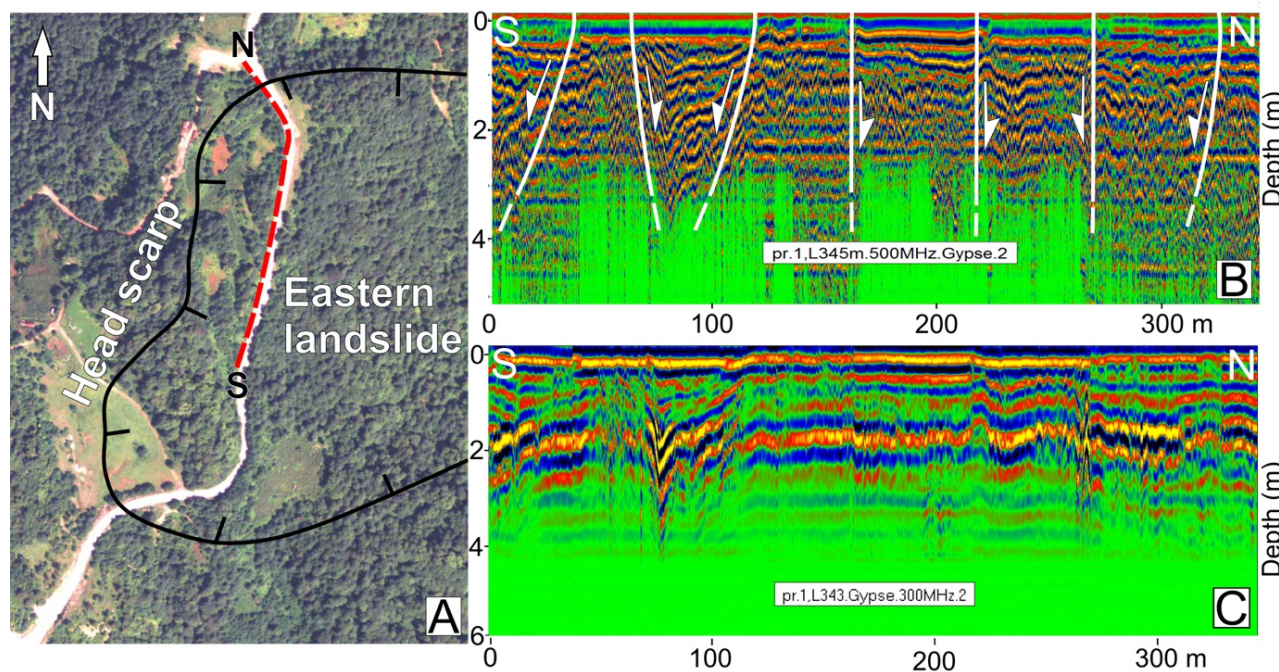 N
N
Head scarp
Eastern
landslide
S
A
S
N
0
2
4
Depth (m)
pr.1,L345m.500MHz.Gypse.2
B
0
100
200
300 m
S
N
0
2
4
6
Depth (m)
pr.1,L343.Gypse.300MHz.2
C
0
100
200
300 m